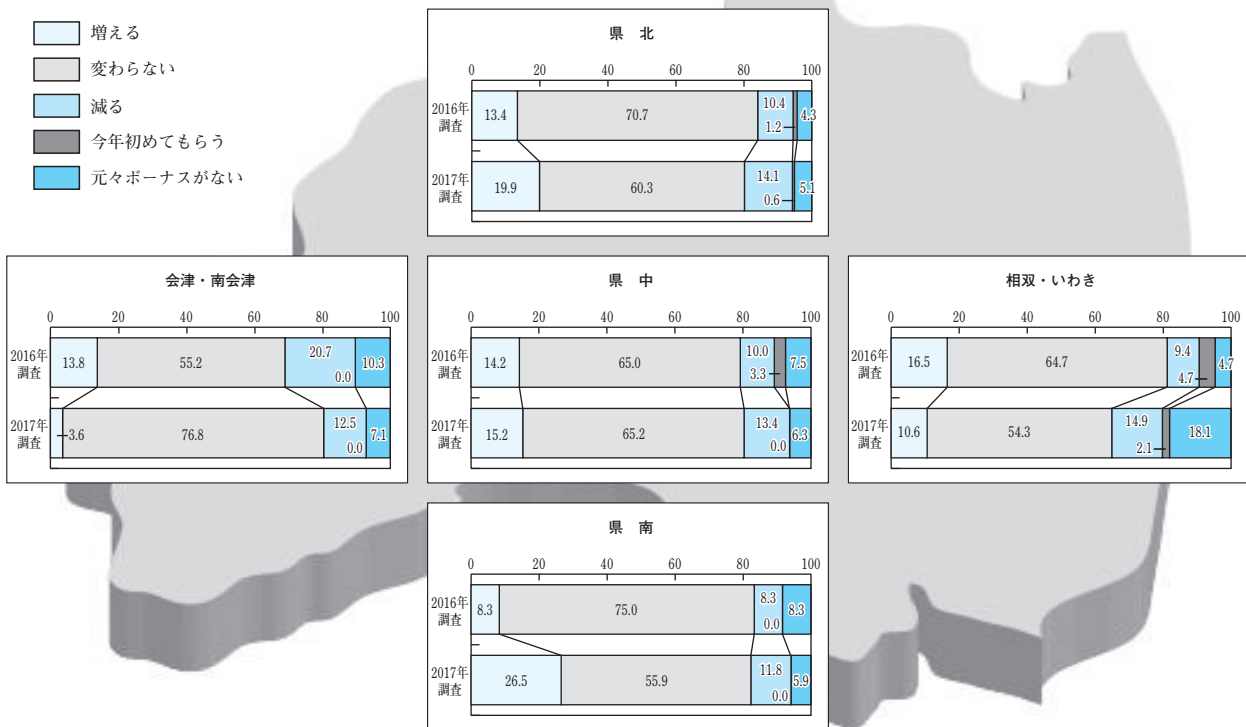 増える
変わらない
減る
今年初めてもらう
元々ボーナスがない
県 北
0 20 40 60 80 100
2016年
調査
13.4 70.7 10.4 1.2 4.3
2017年
調査
19.9 60.3 14.1 0.6 5.1
会津・南会津
0 20 40 60 80 100
2016年
調査
13.8 55.2 20.7 0.0 10.3
2017年
調査
3.6 76.8 12.5 0.0 7.1
県 中
0 20 40 60 80 100
2016年
調査
14.2 65.0 10.0 3.3 7.5
2017年
調査
15.2 65.2 13.4 0.0 6.3
相双・いわき
0 20 40 60 80 100
2016年
調査
16.5 64.7 9.4 4.7 4.7
2017年
調査
10.6 54.3 14.9 2.1 18.1
県 南
0 20 40 60 80 100
2016年
調査
8.3 75.0 8.3 0.0 8.3
2017年
調査
26.5 55.9 11.8 0.0 5.9